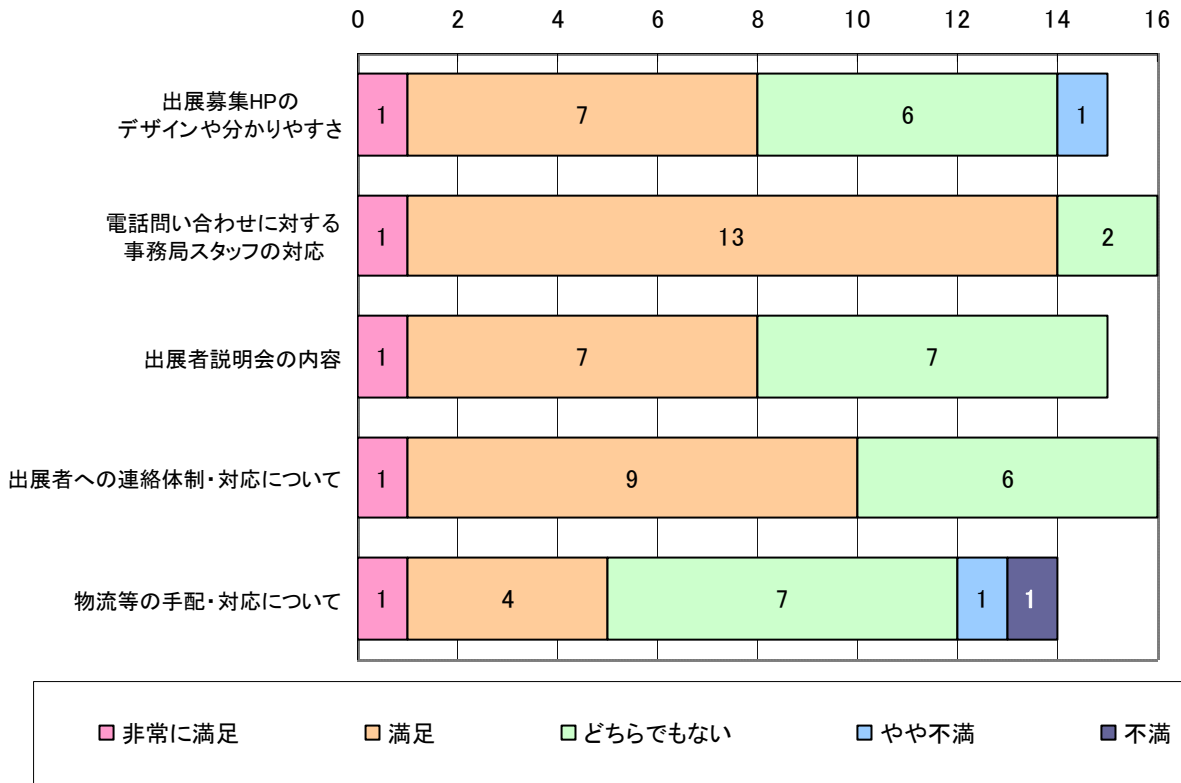 0 2 4 6 8 10 12 14 16
出展募集HPの
デザインや分かりやすさ
1 7 6 1
電話問い合わせに対する
事務局スタッフの対応
1 13 2
出展者説明会の内容
1 7 7
出展者への連絡体制・対応について
1 9 6
物流等の手配・対応について
1 4 7 1 1
非常に満足 満足 どちらでもない やや不満 不満